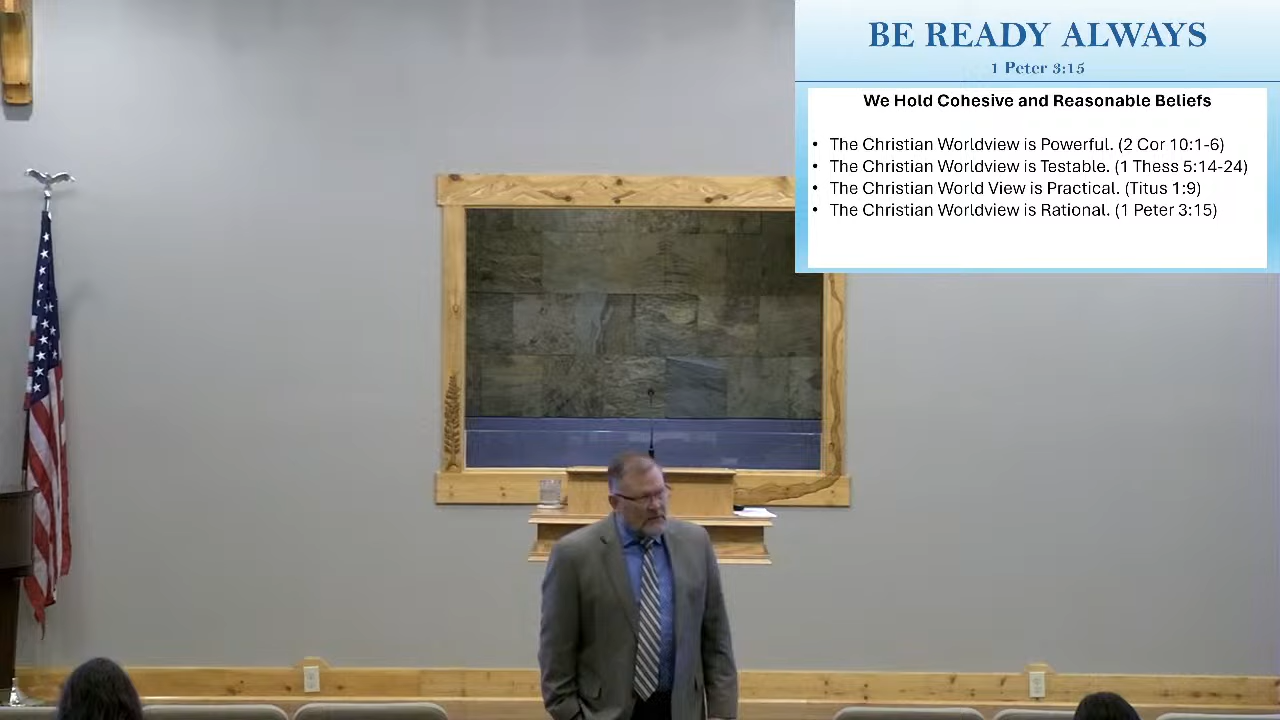 BE READY ALWAYS
1 Peter 3:15
We Hold Cohesive and Reasonable Beliefs
• The Christian Worldview is Powerful. (2 Cor 10:1-6)
• The Christian Worldview is Testable. (1 Thess 5:14-24)
• The Christian World View is Practical. (Titus 1:9)
• The Christian Worldview is Rational. (1 Peter 3:15)